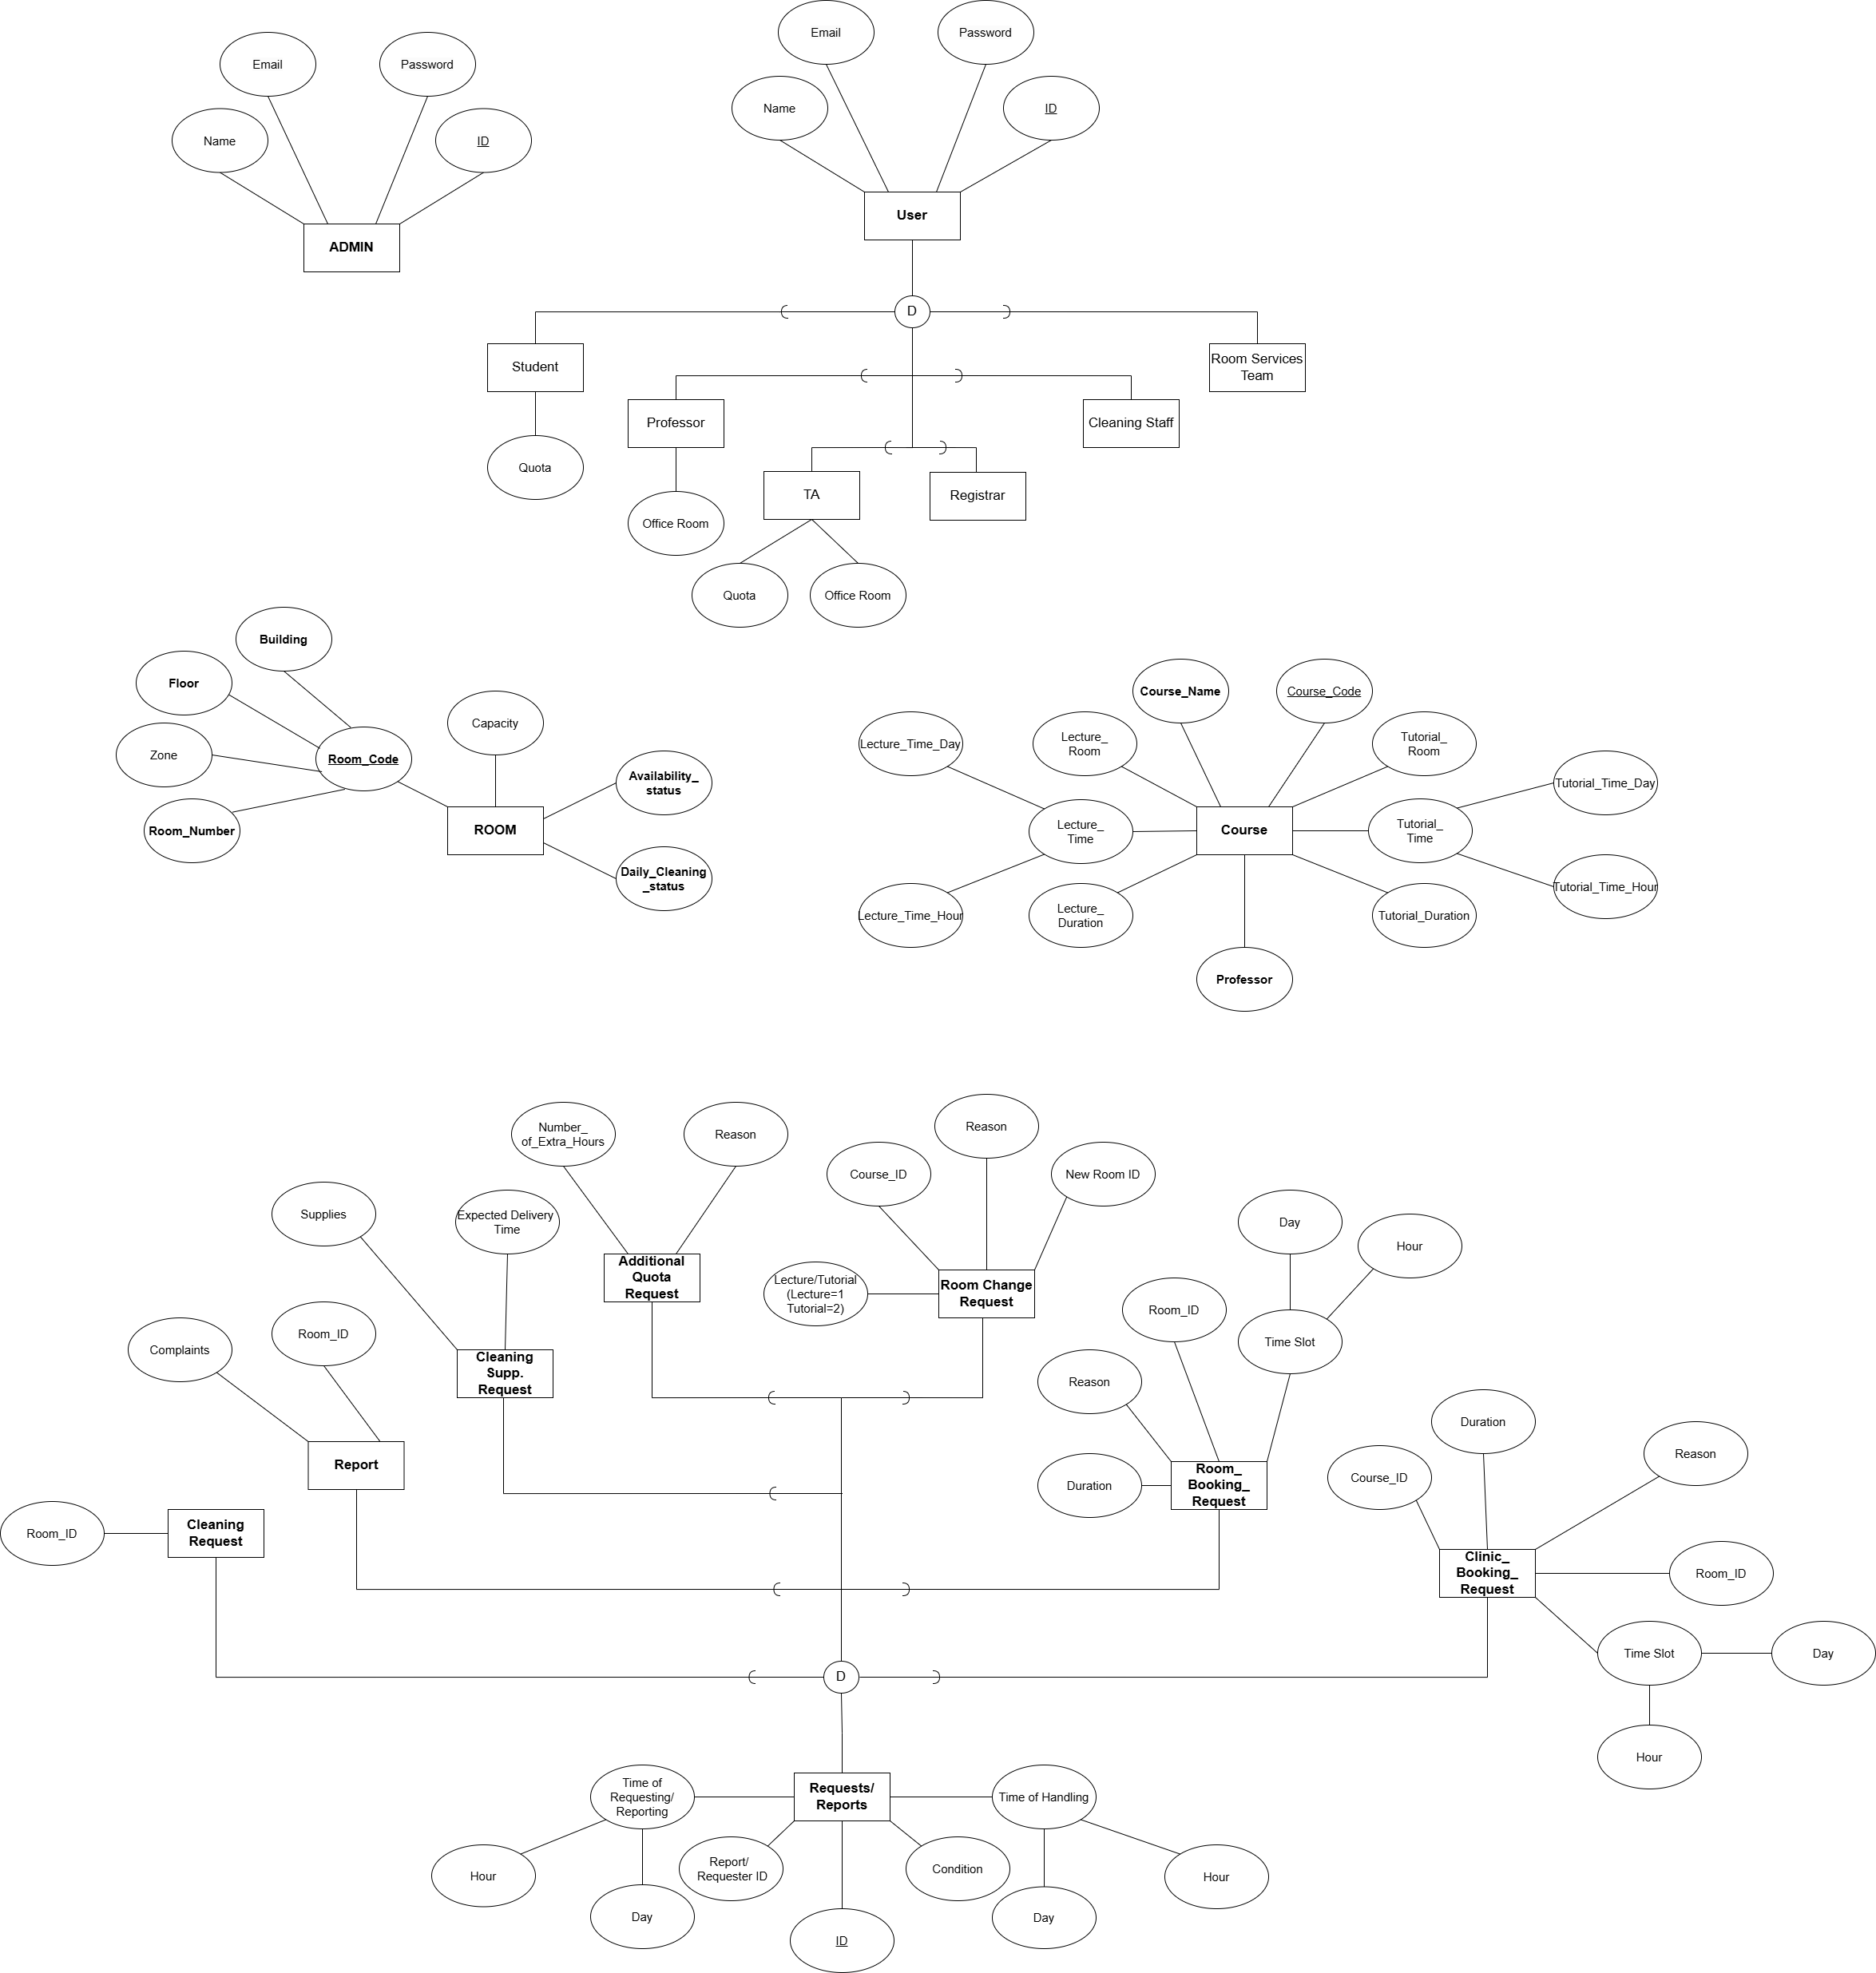 Email
Password
Name
ID
ADMIN
Email
Password
Name
ID
User
D
Student
Room Services
Team
Professor
Cleaning Staff
Quota
TA
Registrar
Office Room
Quota
Office Room
Building
Floor
Zone
Room_Code
Room_Number
Capacity
ROOM
Availability_
status
Daily_Cleaning
_status
Course_Name
Course_Code
Lecture_Time_Day
Lecture_
Room
Tutorial_
Room
Tutorial_Time_Day
Lecture_
Time
Course
Tutorial_
Time
Lecture_Time_Hour
Lecture_
Duration
Tutorial_Duration
Tutorial_Time_Hour
Professor
Number_
of_Extra_Hours
Reason
Additional
Quota
Request
Reason
Course_ID
New Room ID
Lecture/Tutorial
(Lecture=1
Tutorial=2)
Room Change
Request
Supplies
Expected Delivery
Time
Cleaning
Supp.
Request
Complaints
Room_ID
Report
Room_ID
Cleaning
Request
Day
Hour
Room_ID
Time Slot
Reason
Duration
Room_
Booking_
Request
Duration
Course_ID
Reason
Clinic_
Booking_
Request
Room_ID
Time Slot
Day
Hour
D
Time of
Requesting/
Reporting
Requests/
Reports
Time of Handling
Hour
Day
Report/
Requester ID
Condition
ID
Day
Hour